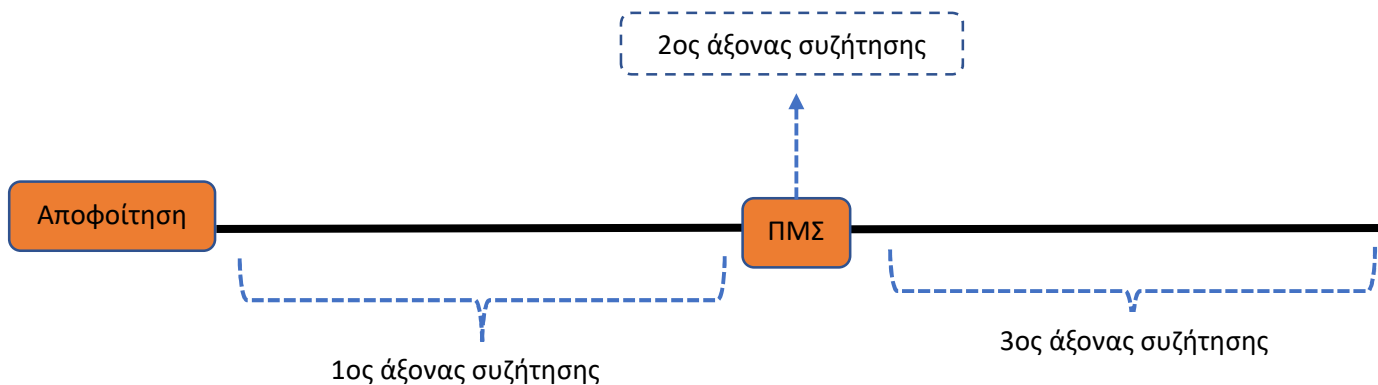 2ος άξονας συζήτησης
Αποφοίτηση
ΠΜΣ
1ος άξονας συζήτησης
3ος άξονας συζήτησης